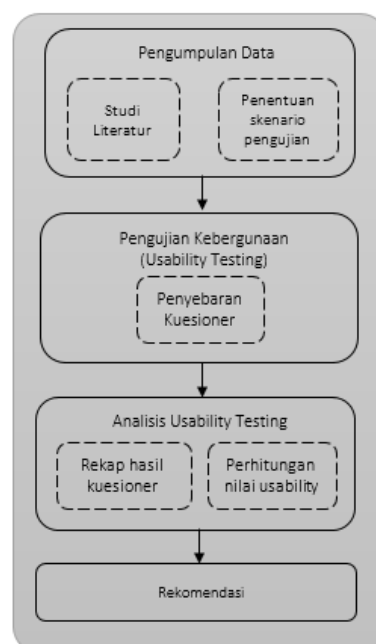 Pengumpulan Data
Studi
Literatur
Penentuan
skenario
pengujian
Pengujian Kebergunaan
(Usability Testing)
Penyebaran
Kuesioner
Analisis Usability Testing
Rekap hasil
kuesioner
Perhitungan
nilai usability
Rekomendasi